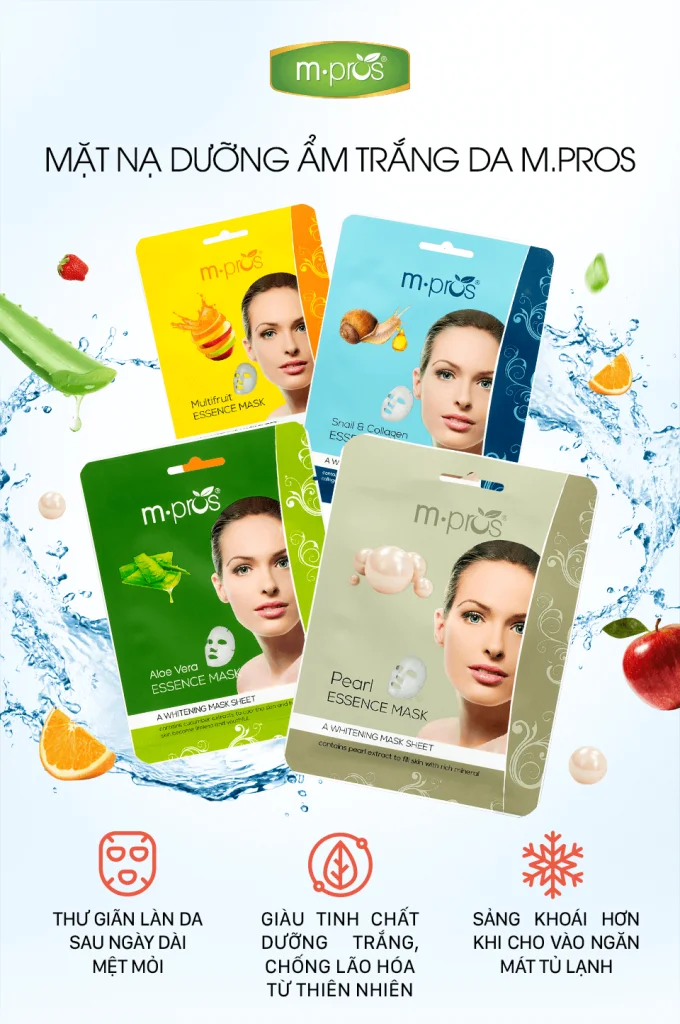 m·pros®
MẶT NẠ DƯỠNG ẨM TRẮNG DA M.PROS
m·pros®
Multifruit
ESSENCE MASK
m·pros®
Snail & Collagen
m·pros®
Aloe Vera
ESSENCE MASK
A WHITENING MASK SHEET
m·pros®
Pearl
ESSENCE MASK
A WHITENING MASK SHEET
contains pearl extract to fit skin with rich mineral
THƯ GIÃN LÀN DA
SAU NGÀY DÀI
MỆT MỎI
GIÀU TINH CHẤT
DƯỠNG TRẮNG,
CHỐNG LÃO HÓA
TỪ THIÊN NHIÊN
SẢNG KHOÁI HƠN
KHI CHO VÀO NGĂN
MÁT TỦ LẠNH